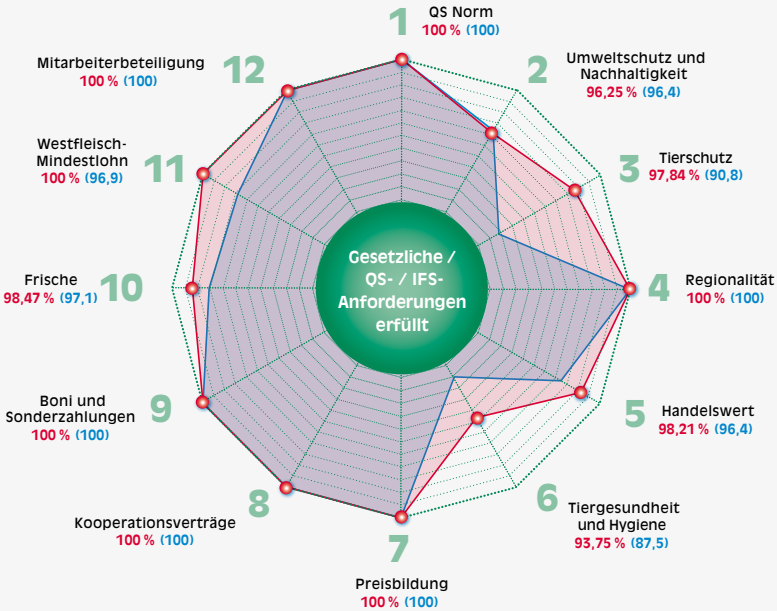 1
QS Norm
100 % (100)
2
Umweltschutz und
Nachhaltigkeit
96,25 % (96,4)
3
Tierschutz
97,84 % (90,8)
4
Regionalität
100 % (100)
5
Handelswert
98,21 % (96,4)
6
Tiergesundheit
und Hygiene
93,75 % (87,5)
7
Preisbildung
100 % (100)
8
Kooperationsverträge
100 % (100)
9
Boni und
Sonderzahlungen
100 % (100)
10
Frische
98,47 % (97,1)
11
Westfleisch-
Mindestlohn
100 % (96,9)
12
Mitarbeiterbeteiligung
100 % (100)
Gesetzliche /
QS- / IFS-
Anforderungen
erfüllt